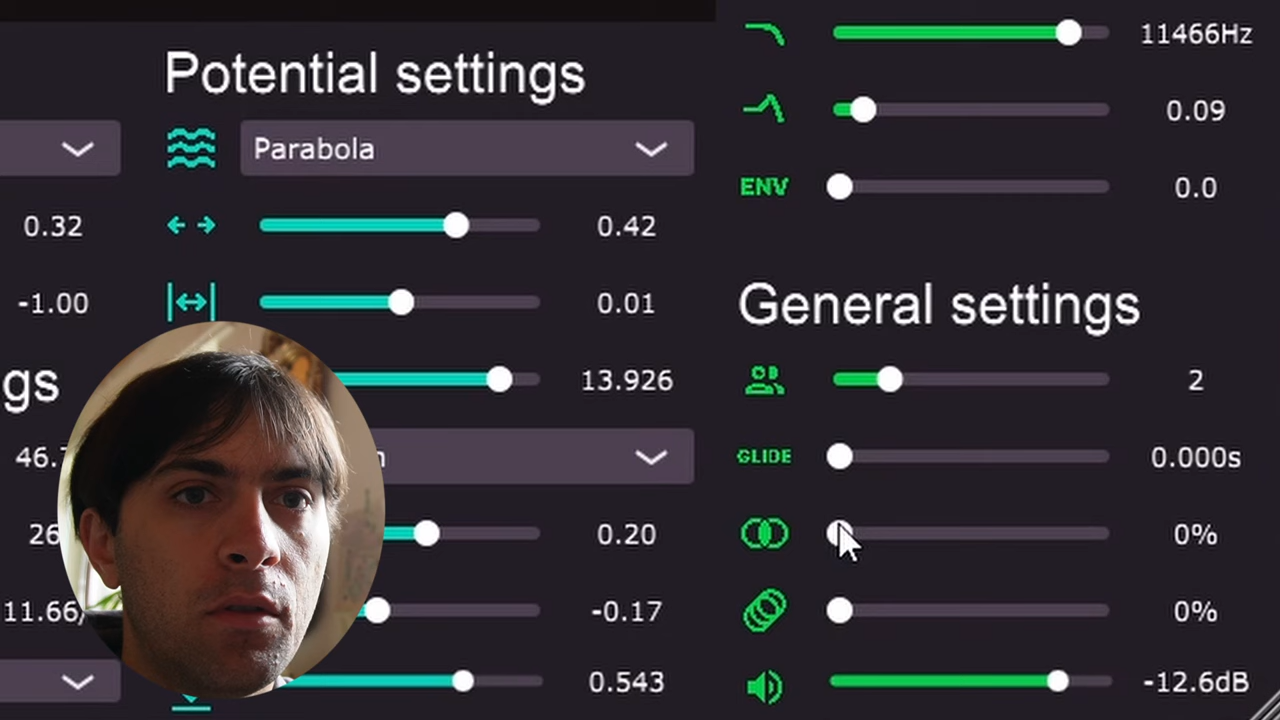 Potential settings
Parabola
0.32
0.42
-1.00
0.01
gs
13.926
46.
26
0.20
11.66/
-0.17
0.543
11466Hz
0.09
ENV
0.0
General settings
2
GLIDE
0.000s
0%
0%
-12.6dB